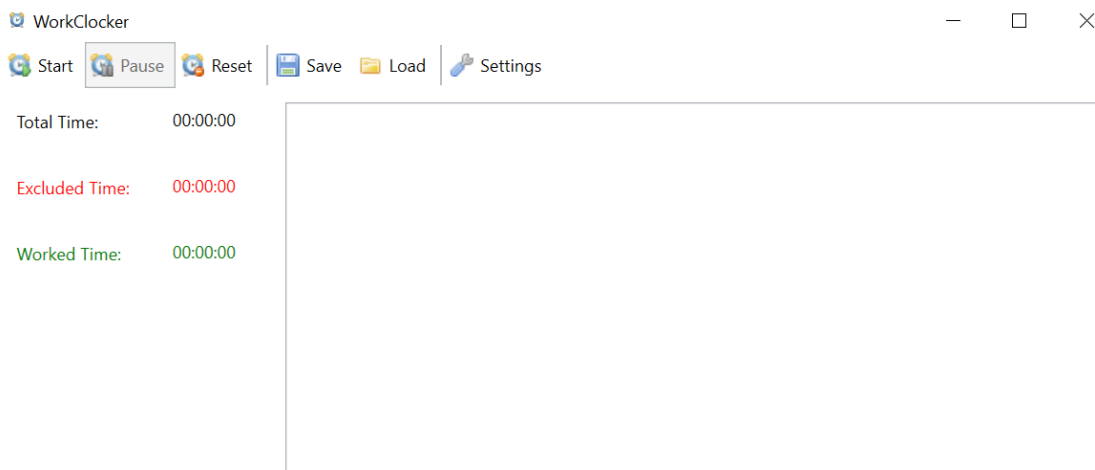 WorkClocker
Start Pause Reset Save Load Settings
Total Time: 00:00:00
Excluded Time: 00:00:00
Worked Time: 00:00:00